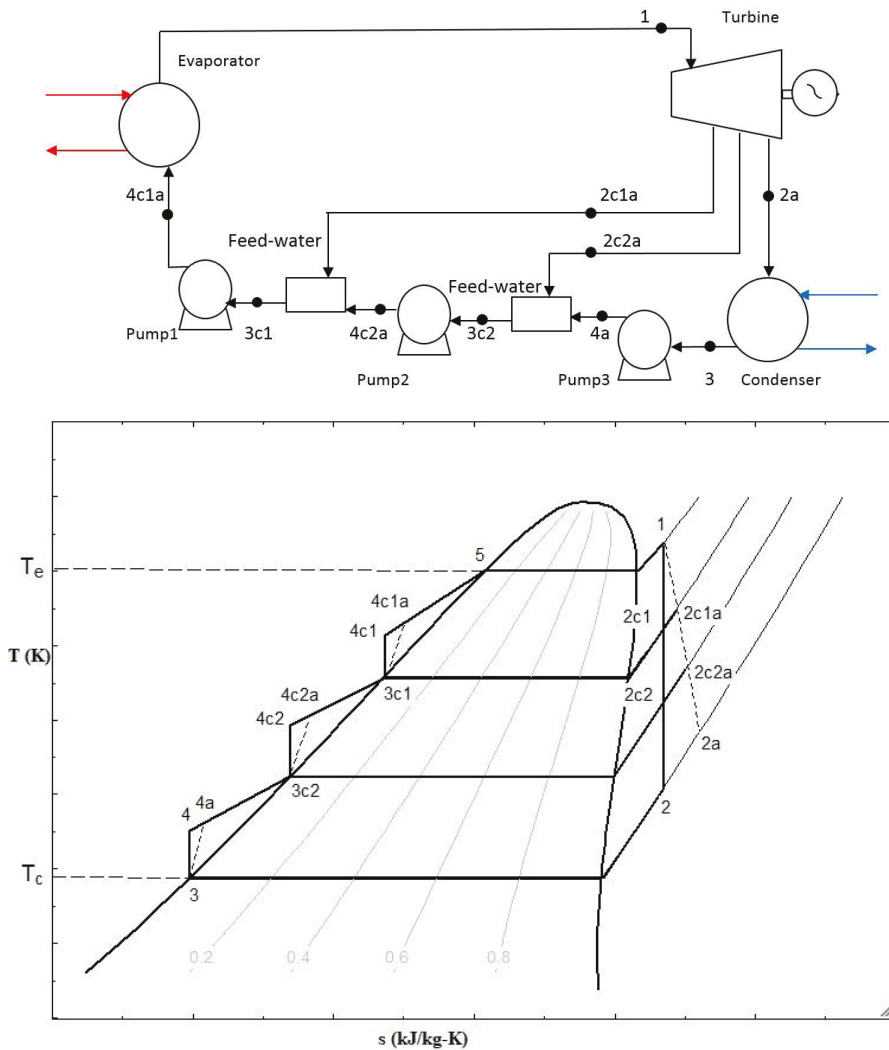 1
Turbine
Evaporator
4c1a
2c1a
2a
Feed-water
2c2a
Feed-water
Pump1
3c1
4c2a
3c2
4a
3
Pump2
Pump3
Condenser
1
5
Te
4c1a
4c1
2c1
2c1a
T (K)
3c1
4c2a
4c2
2c2
2c2a
2a
3c2
2
4
4a
Tc
3
0.2
0.4
0.6
0.8
s (kJ/kg-K)